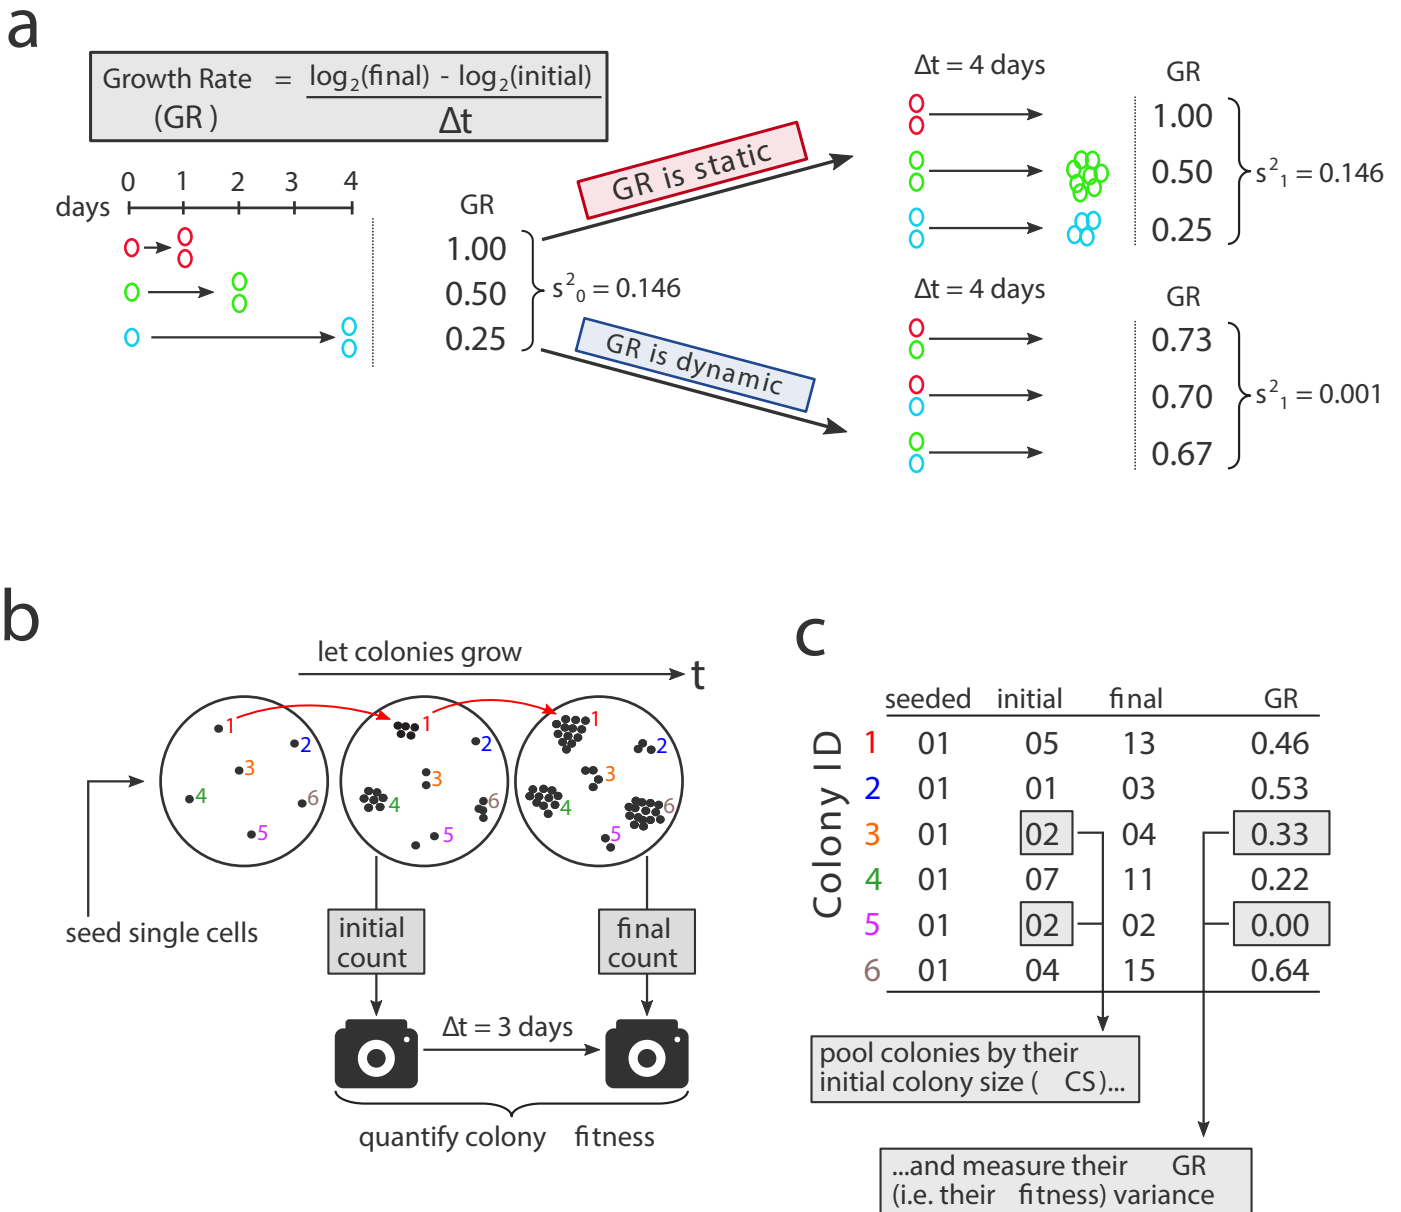 a
Growth Rate = log2(final) - log2(initial)
(GR) Δt
0 1 2 3 4
days
GR
1.00
0.50
0.25
s²0 = 0.146
GR is static
GR is dynamic
Δt = 4 days GR
1.00
0.50
0.25
s²1 = 0.146
Δt = 4 days GR
0.73
0.70
0.67
s²1 = 0.001
b
let colonies grow
t
1 2 3 4 5 6
1 2 3 4 5 6
1 2 3 4 5 6
seed single cells
initial
count
final
count
Δt = 3 days
quantify colony fitness
c
Colony ID
seeded initial final GR
1 01 05 13 0.46
2 01 01 03 0.53
3 01 02 04 0.33
4 01 07 11 0.22
5 01 02 02 0.00
6 01 04 15 0.64
pool colonies by their
initial colony size ( CS)...
...and measure their GR
(i.e. their fitness) variance